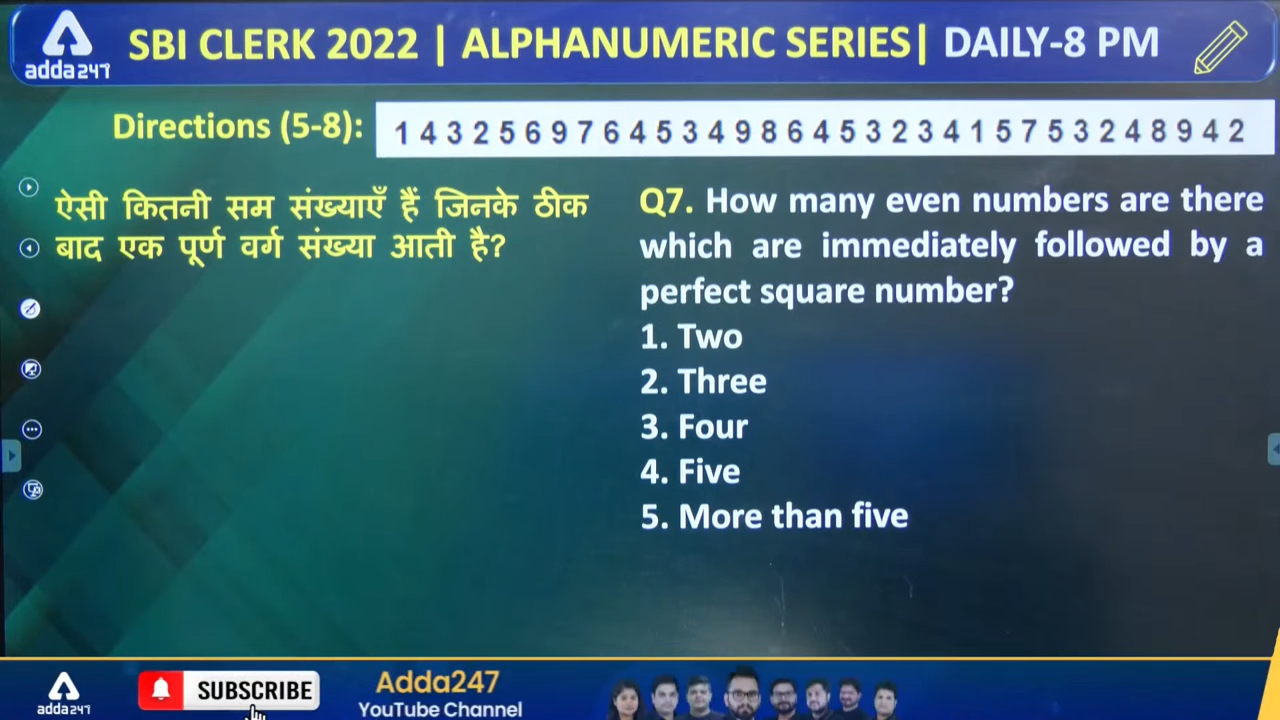 adda247
SBI CLERK 2022 | ALPHANUMERIC SERIES| DAILY-8 PM
Directions (5-8): 1 4 3 2 5 6 9 7 6 4 5 3 4 9 8 6 4 5 3 2 3 4 1 5 7 5 3 2 4 8 9 4 2
ऐसी कितनी सम संख्याएँ हैं जिनके ठीक
बाद एक पूर्ण वर्ग संख्या आती है?
Q7. How many even numbers are there
which are immediately followed by a
perfect square number?
1. Two
2. Three
3. Four
4. Five
5. More than five
adda247
SUBSCRIBE
Adda247
YouTube Channel